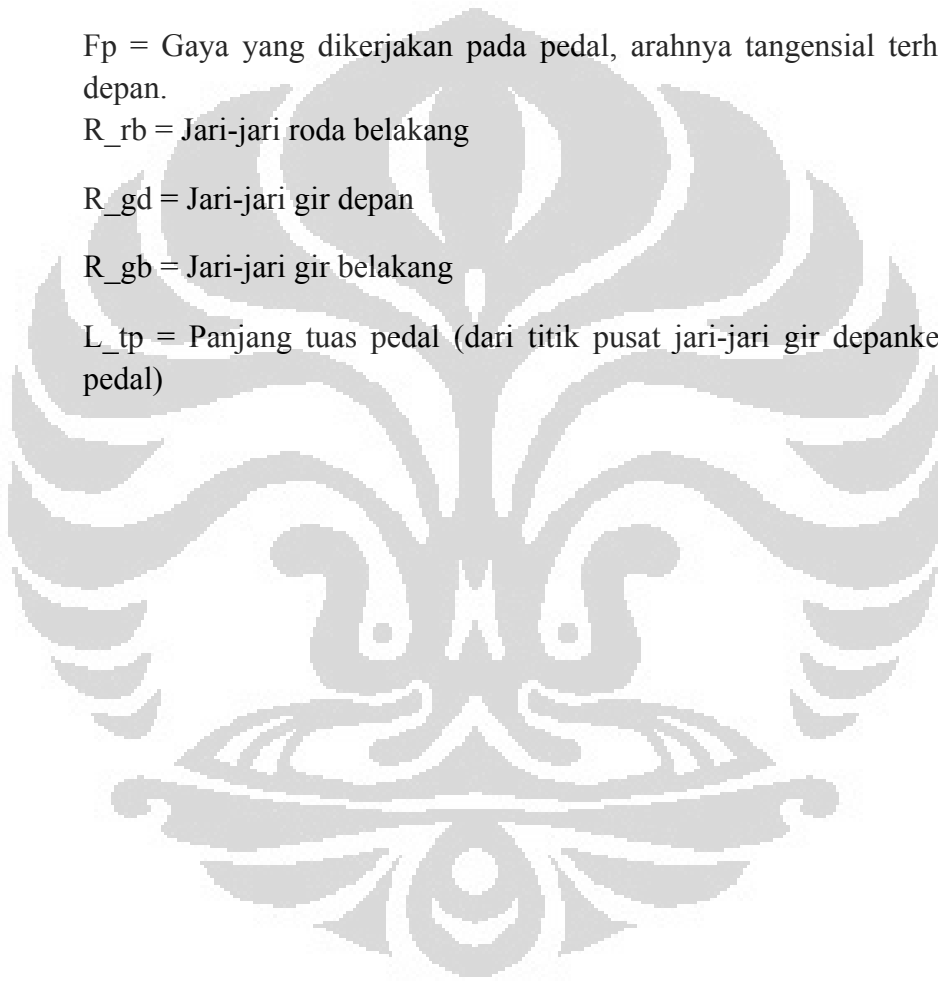 Fp = Gaya yang dikerjakan pada pedal, arahnya tangensial terh
depan.
R_rb = Jari-jari roda belakang
R_gd = Jari-jari gir depan
R_gb = Jari-jari gir belakang
L_tp = Panjang tuas pedal (dari titik pusat jari-jari gir depanke
pedal)